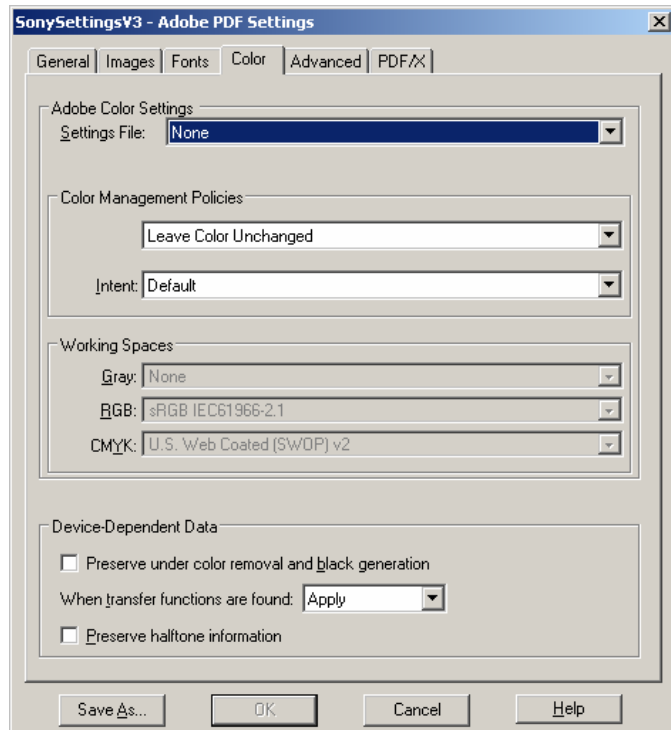 SonySettingsV3 - Adobe PDF Settings
General Images Fonts Color Advanced PDF/X
Adobe Color Settings
Settings File: None
Color Management Policies
Leave Color Unchanged
Intent: Default
Working Spaces
Gray: None
RGB: sRGB IEC61966-2.1
CMYK: U.S. Web Coated (SWOP) v2
Device-Dependent Data
Preserve under color removal and black generation
When transfer functions are found: Apply
Preserve halftone information
Save As... OK Cancel Help